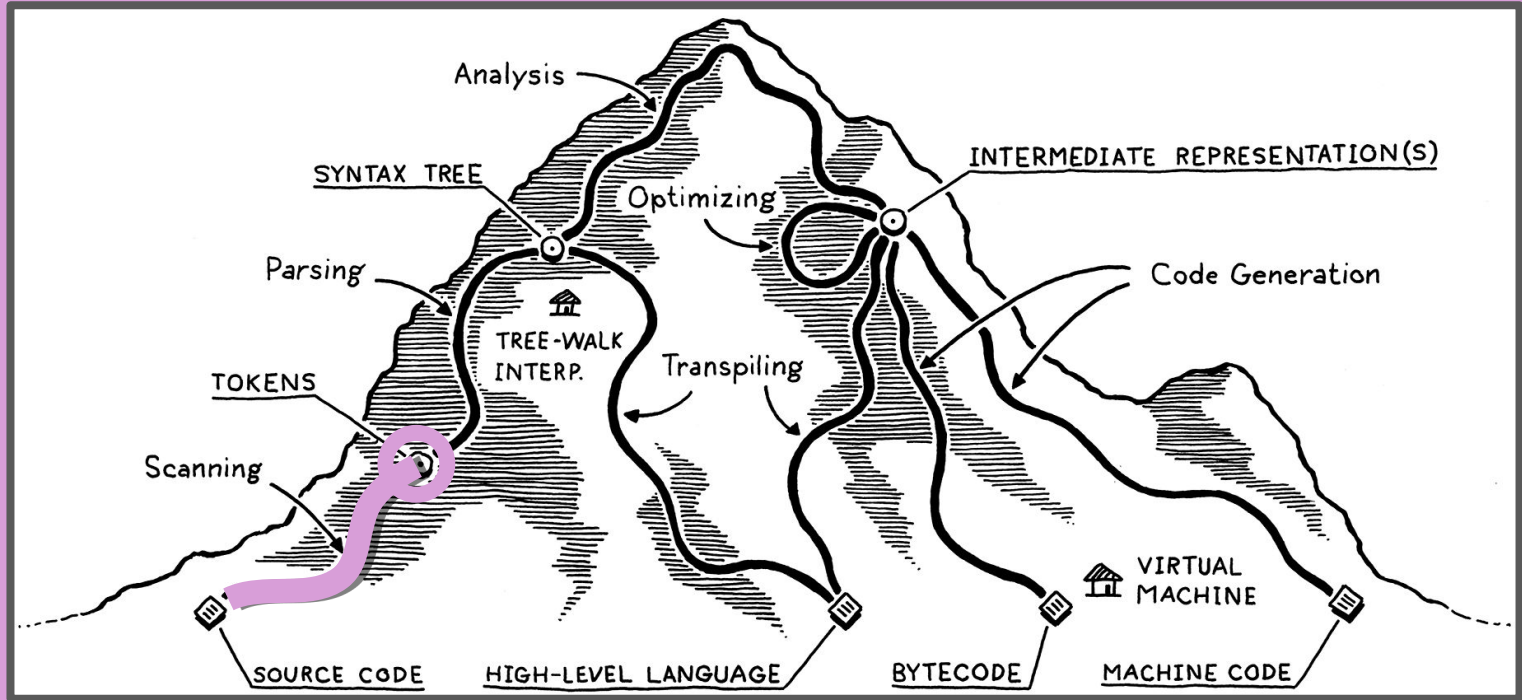 Analysis
INTERMEDIATE REPRESENTATION(S)
SYNTAX TREE
Optimizing
Parsing
Code Generation
TREE-WALK
INTERP.
Transpiling
TOKENS
Scanning
VIRTUAL
MACHINE
SOURCE CODE
HIGH-LEVEL LANGUAGE
BYTECODE
MACHINE CODE